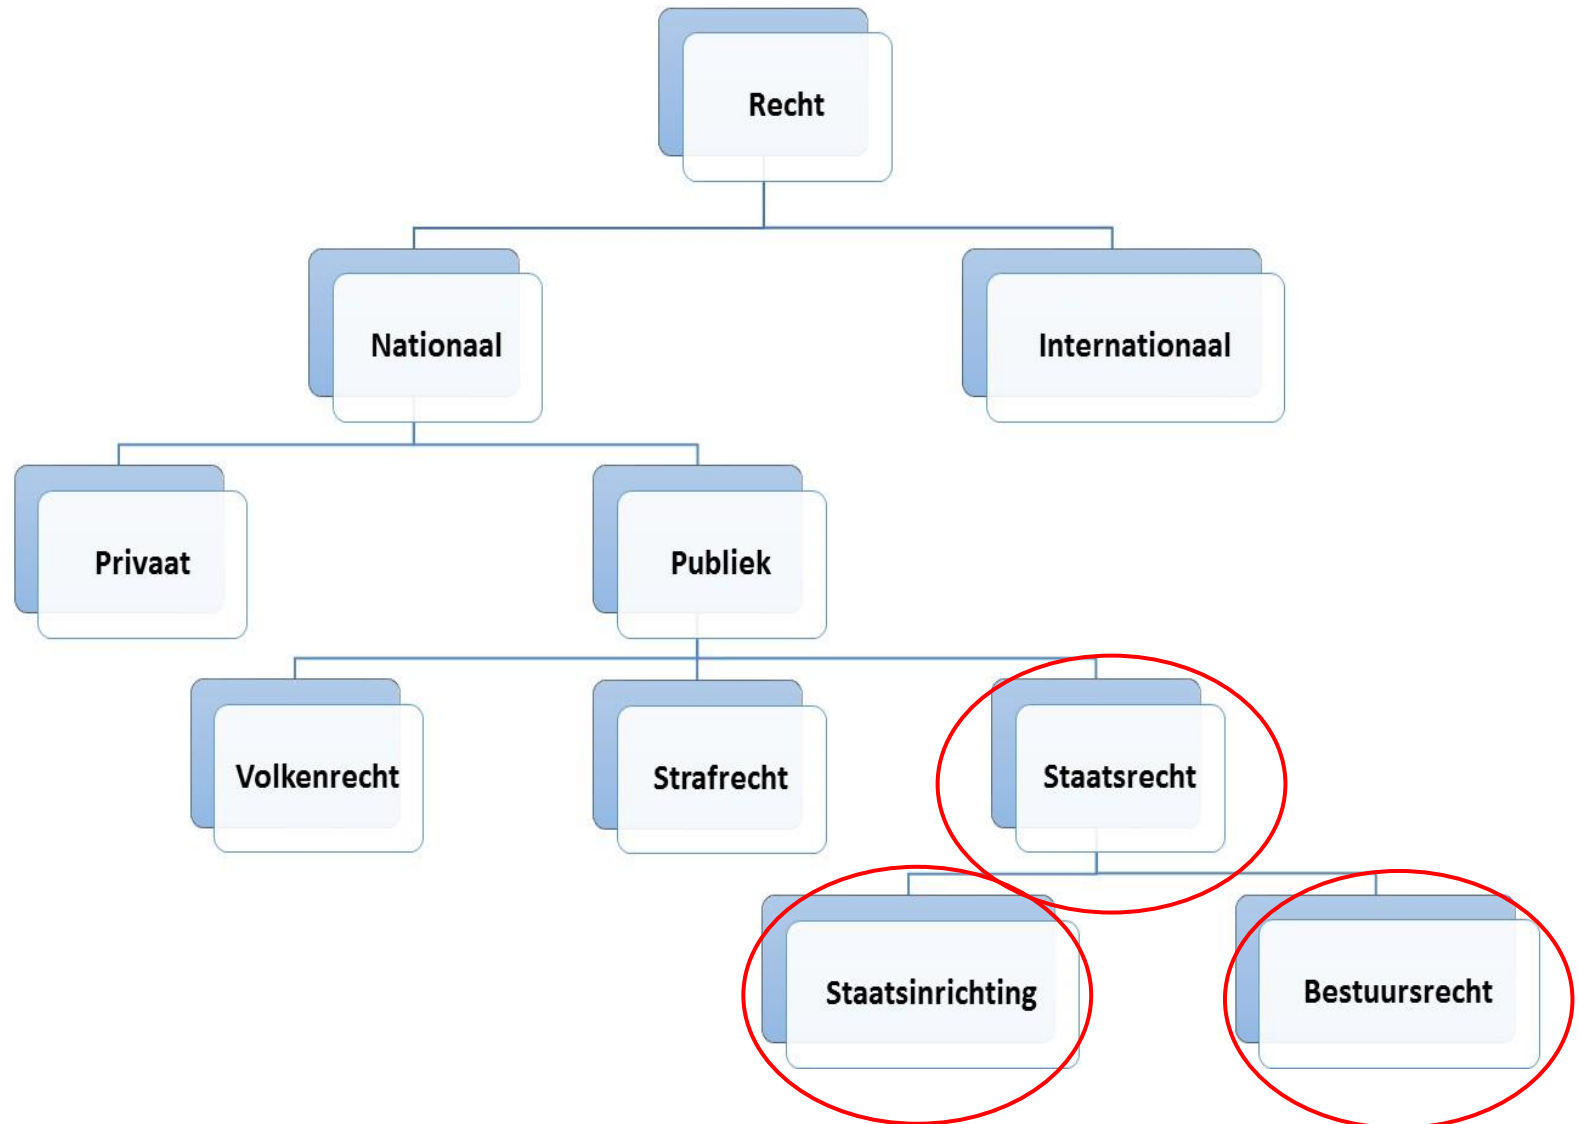 Recht
Nationaal
Internationaal
Privaat
Publiek
Volkenrecht
Strafrecht
Staatsrecht
Staatsinrichting
Bestuursrecht